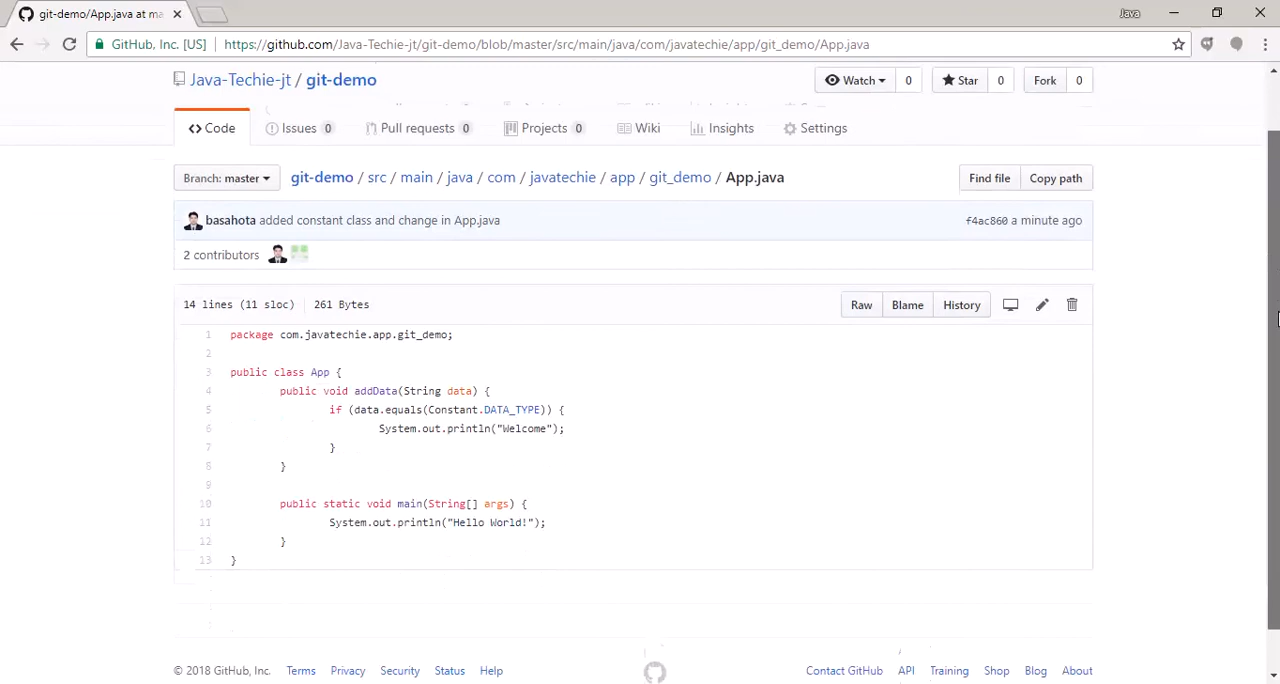 git-demo/App.java at ma
Java
GitHub, Inc. [US] https://github.com/Java-Techie-jt/git-demo/blob/master/src/main/java/com/javatechie/app/git_demo/App.java
Java-Techie-jt / git-demo
Watch 0 Star 0 Fork 0
Code Issues 0 Pull requests 0 Projects 0 Wiki Insights Settings
Branch: master git-demo / src / main / java / com / javatechie / app / git_demo / App.java Find file Copy path
basahota added constant class and change in App.java f4ac860 a minute ago
2 contributors
14 lines (11 sloc) 261 Bytes Raw Blame History
1 package com.javatechie.app.git_demo;
2
3 public class App {
4 public void addData(String data) {
5 if (data.equals(Constant.DATA_TYPE)) {
6 System.out.println("Welcome");
7 }
8 }
9
10 public static void main(String[] args) {
11 System.out.println("Hello World!");
12 }
13 }
© 2018 GitHub, Inc. Terms Privacy Security Status Help Contact GitHub API Training Shop Blog About